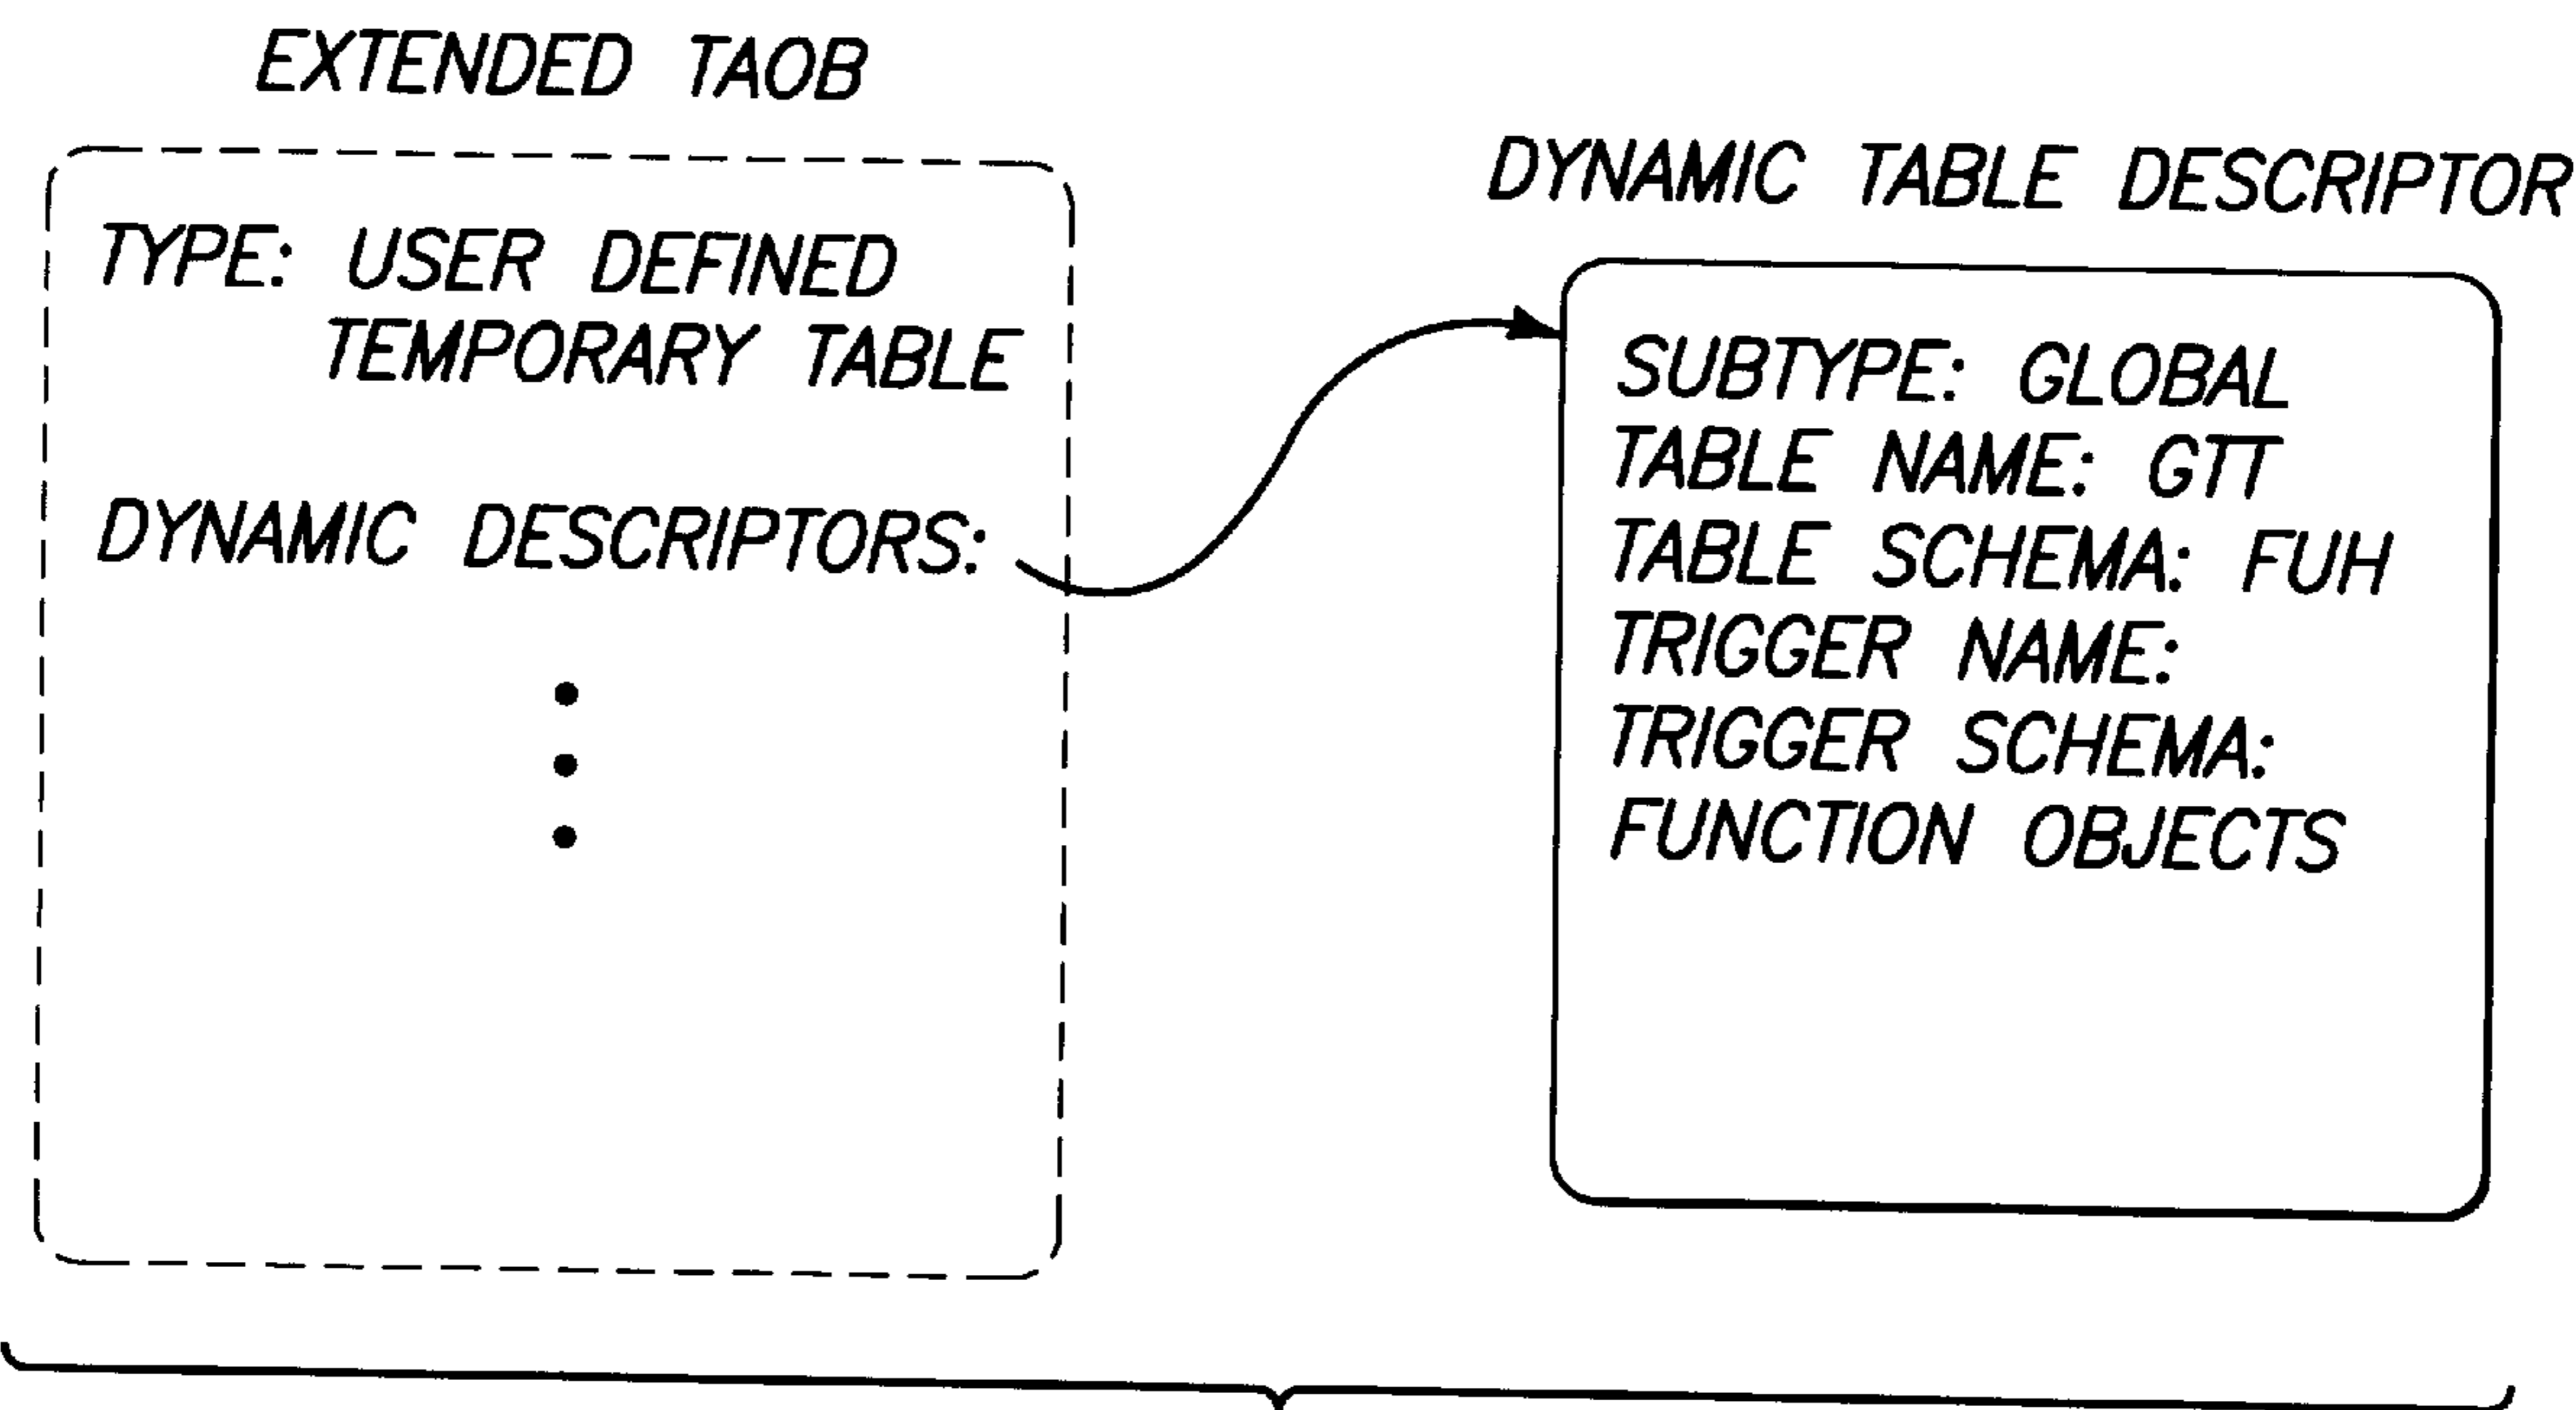 EXTENDED TAOB
TYPE: USER DEFINED
TEMPORARY TABLE
DYNAMIC DESCRIPTORS:
DYNAMIC TABLE DESCRIPTOR
SUBTYPE: GLOBAL
TABLE NAME: GTT
TABLE SCHEMA: FUH
TRIGGER NAME:
TRIGGER SCHEMA:
FUNCTION OBJECTS